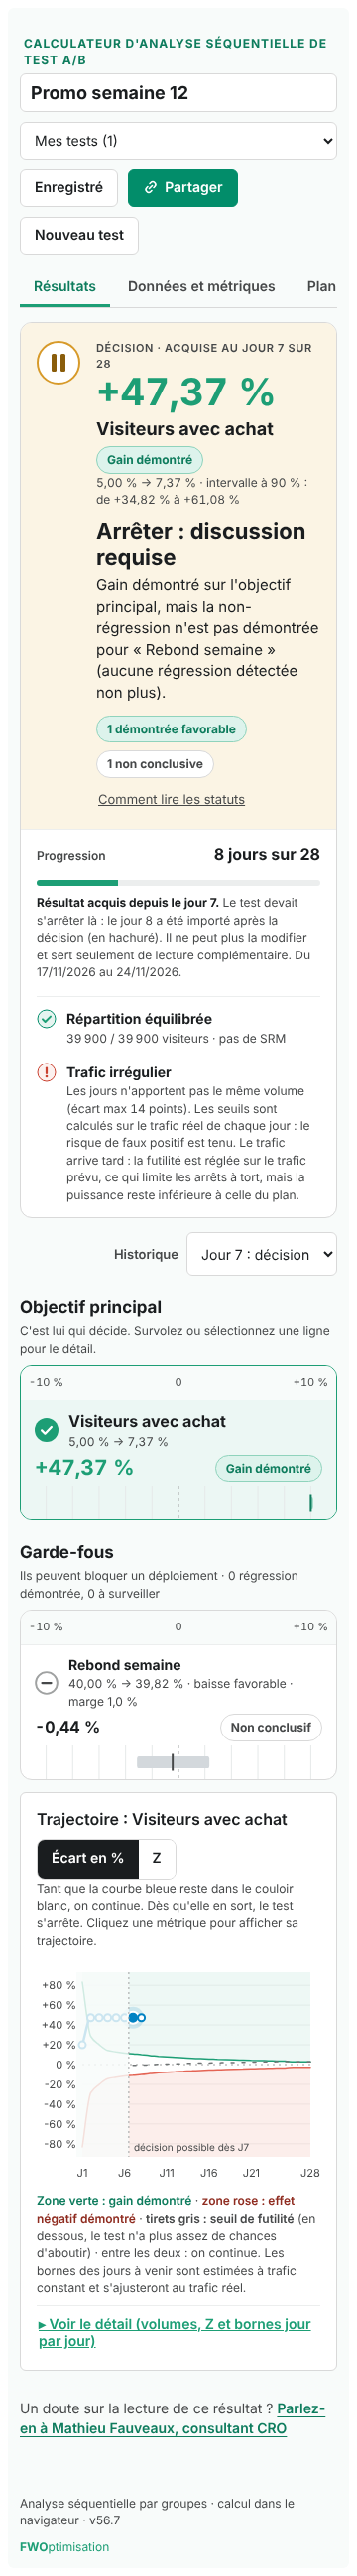 CALCULATEUR D'ANALYSE SÉQUENTIELLE DE
TEST A/B
Promo semaine 12
Mes tests (1)
Enregistré
Partager
Nouveau test
Résultats
Données et métriques
Plan
DÉCISION · ACQUISE AU JOUR 7 SUR
28
+47,37 %
Visiteurs avec achat
Gain démontré
5,00 % → 7,37 % · intervalle à 90 % :
de +34,82 % à +61,08 %
Arrêter : discussion
requise
Gain démontré sur l'objectif
principal, mais la non-
régression n'est pas démontrée
pour « Rebond semaine »
(aucune régression détectée
non plus).
1 démontrée favorable
1 non conclusive
Comment lire les statuts
Progression
8 jours sur 28
Résultat acquis depuis le jour 7. Le test devait
s'arrêter là : le jour 8 a été importé après la
décision (en hachuré). Il ne peut plus la modifier
et sert seulement de lecture complémentaire. Du
17/11/2026 au 24/11/2026.
Répartition équilibrée
39 900 / 39 900 visiteurs · pas de SRM
Trafic irrégulier
Les jours n'apportent pas le même volume
(écart max 14 points). Les seuils sont
calculés sur le trafic réel de chaque jour : le
risque de faux positif est tenu. Le trafic
arrive tard : la futilité est réglée sur le trafic
prévu, ce qui limite les arrêts à tort, mais la
puissance reste inférieure à celle du plan.
Historique
Jour 7 : décision
Objectif principal
C'est lui qui décide. Survolez ou sélectionnez une ligne
pour le détail.
-10 %
0
+10 %
Visiteurs avec achat
5,00 % → 7,37 %
+47,37 %
Gain démontré
Garde-fous
Ils peuvent bloquer un déploiement · 0 régression
démontrée, 0 à surveiller
-10 %
0
+10 %
Rebond semaine
40,00 % → 39,82 % · baisse favorable ·
marge 1,0 %
-0,44 %
Non conclusif
Trajectoire : Visiteurs avec achat
Écart en %
Z
Tant que la courbe bleue reste dans le couloir
blanc, on continue. Dès qu'elle en sort, le test
s'arrête. Cliquez une métrique pour afficher sa
trajectoire.
+80 %
+60 %
+40 %
+20 %
0 %
-20 %
-40 %
-60 %
-80 %
décision possible dès J7
J1
J6
J11
J16
J21
J28
Zone verte : gain démontré · zone rose : effet
négatif démontré · tirets gris : seuil de futilité (en
dessous, le test n'a plus assez de chances
d'aboutir) · entre les deux : on continue. Les
bornes des jours à venir sont estimées à trafic
constant et s'ajusteront au trafic réel.
▸ Voir le détail (volumes, Z et bornes jour
par jour)
Un doute sur la lecture de ce résultat ? Parlez-
en à Mathieu Fauveaux, consultant CRO
Analyse séquentielle par groupes · calcul dans le
navigateur · v56.7
FWOptimisation